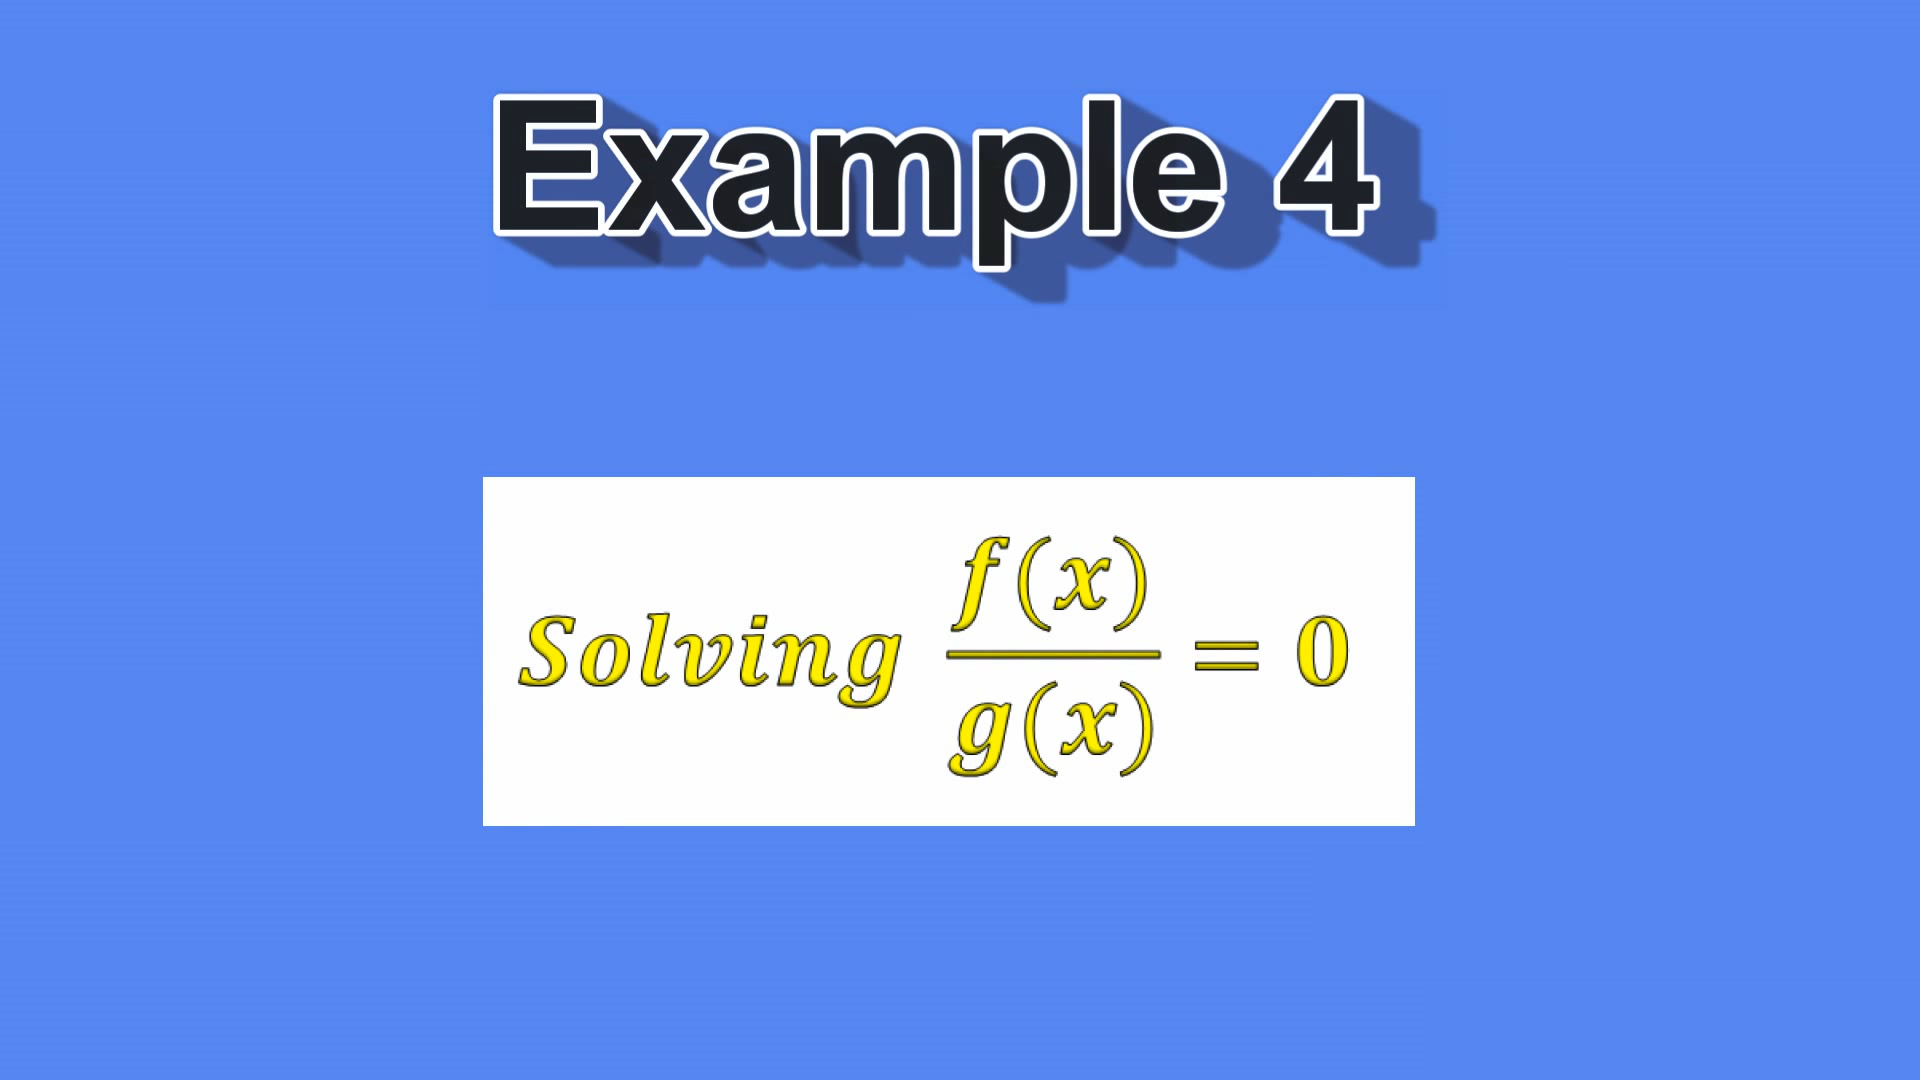 Example 4
Solving f(x)/g(x) = 0